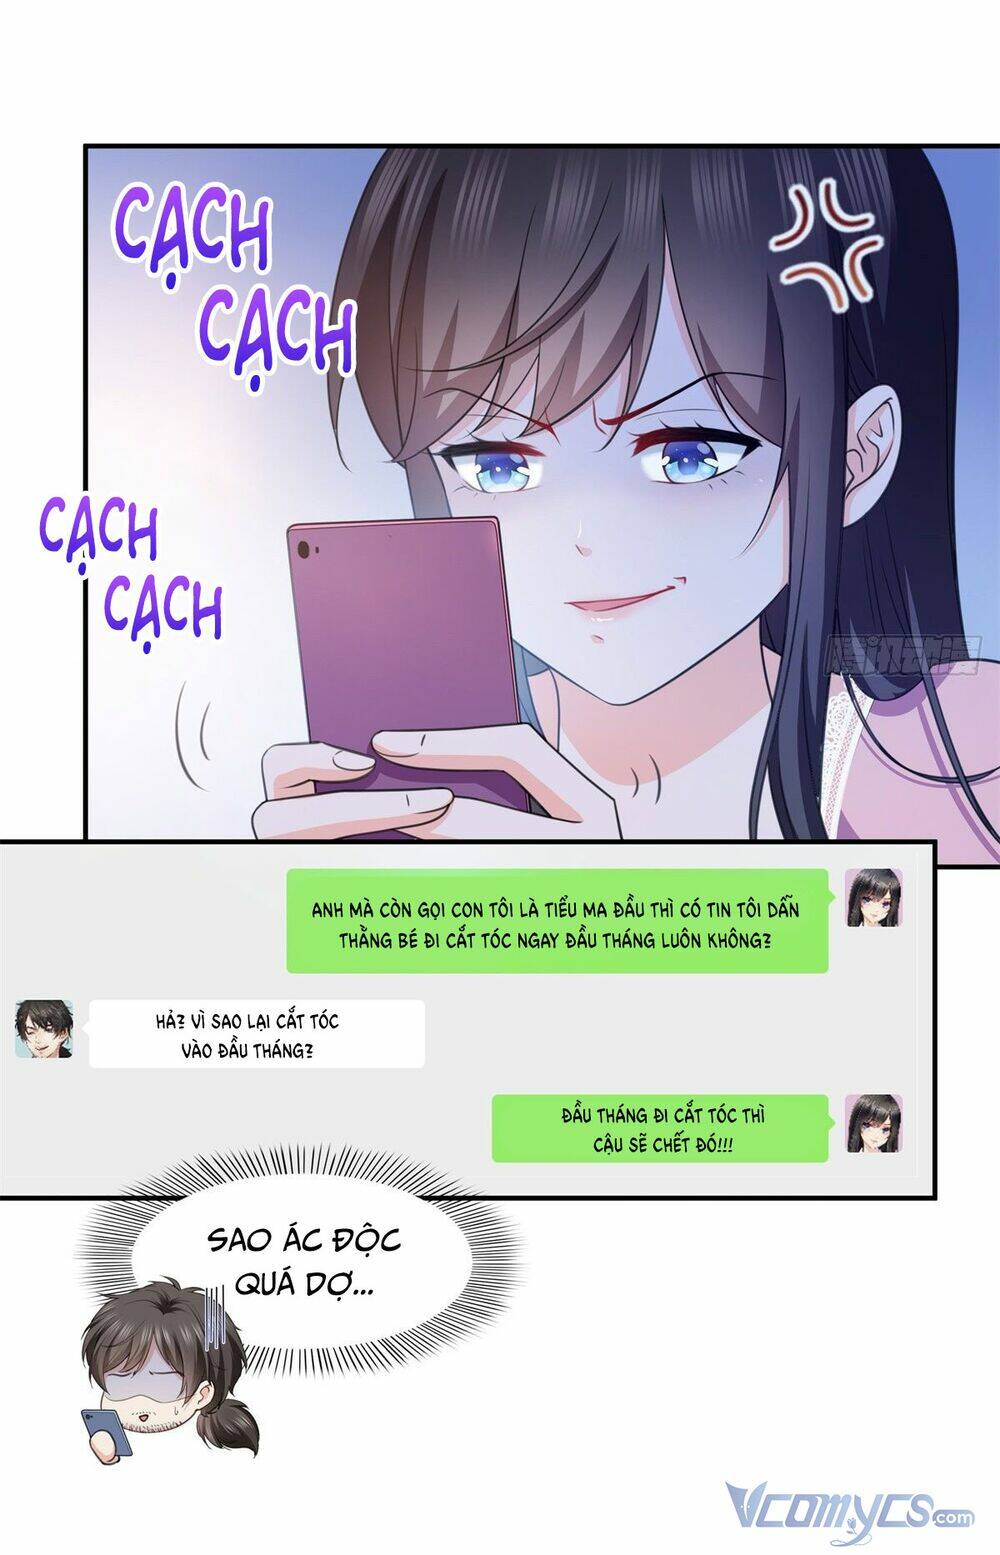 CẠCH
CẠCH
CẠCH
CẠCH
ANH MÀ CÒN GỌI CON TÔI LÀ TIỂU MA ĐẦU THÌ CÓ TIN TÔI DẪN
THẰNG BÉ ĐI CẮT TÓC NGAY ĐẦU THÁNG LUÔN KHÔNG?
HẢ? VÌ SAO LẠI CẮT TÓC
VÀO ĐẦU THÁNG?
ĐẦU THÁNG ĐI CẮT TÓC THÌ
CẬU SẼ CHẾT ĐÓ!!!
SAO ÁC ĐỘC
QUÁ DỢ...
VCOMYCS.com